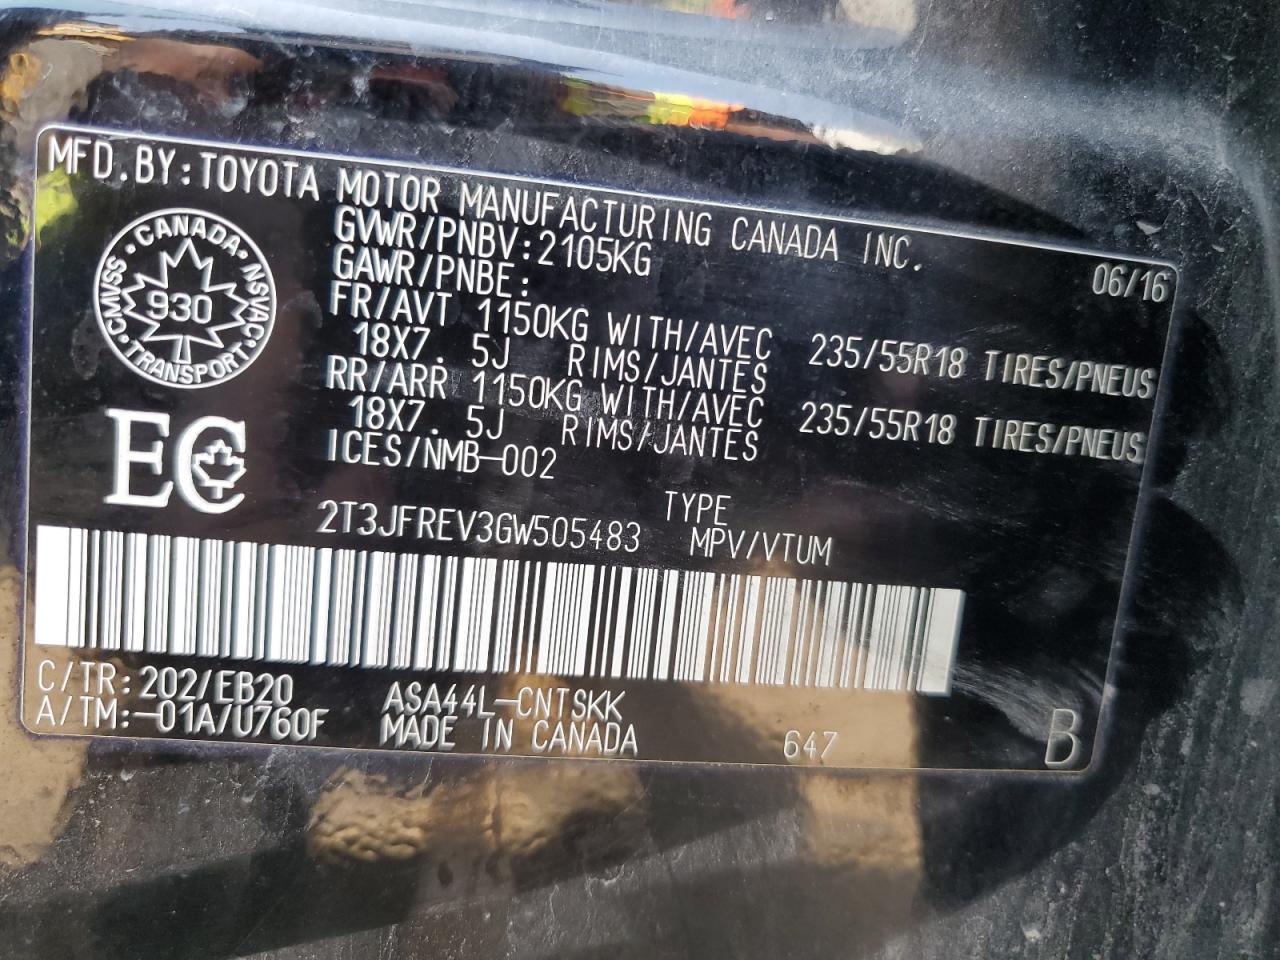 MFD.BY:TOYOTA MOTOR MANUFACTURING CANADA INC.
06/16
GVWR/PNBV:2105KG
GAWR/PNBE:
FR/AVT 1150KG WITH/AVEC 235/55R18 TIRES/PNEUS
18X7. 5J RIMS/JANTES
RR/ARR 1150KG WITH/AVEC 235/55R18 TIRES/PNEUS
18X7. 5J RIMS/JANTES
ICES/NMB-002
CANADA
CMVSS 930 NSVAC
TRANSPORT
EC
2T3JFREV3GW505483
TYPE
MPV/VTUM
C/TR:202/EB20 ASA44L-CNTSKK
A/TM:-01A/U760F MADE IN CANADA 647 B